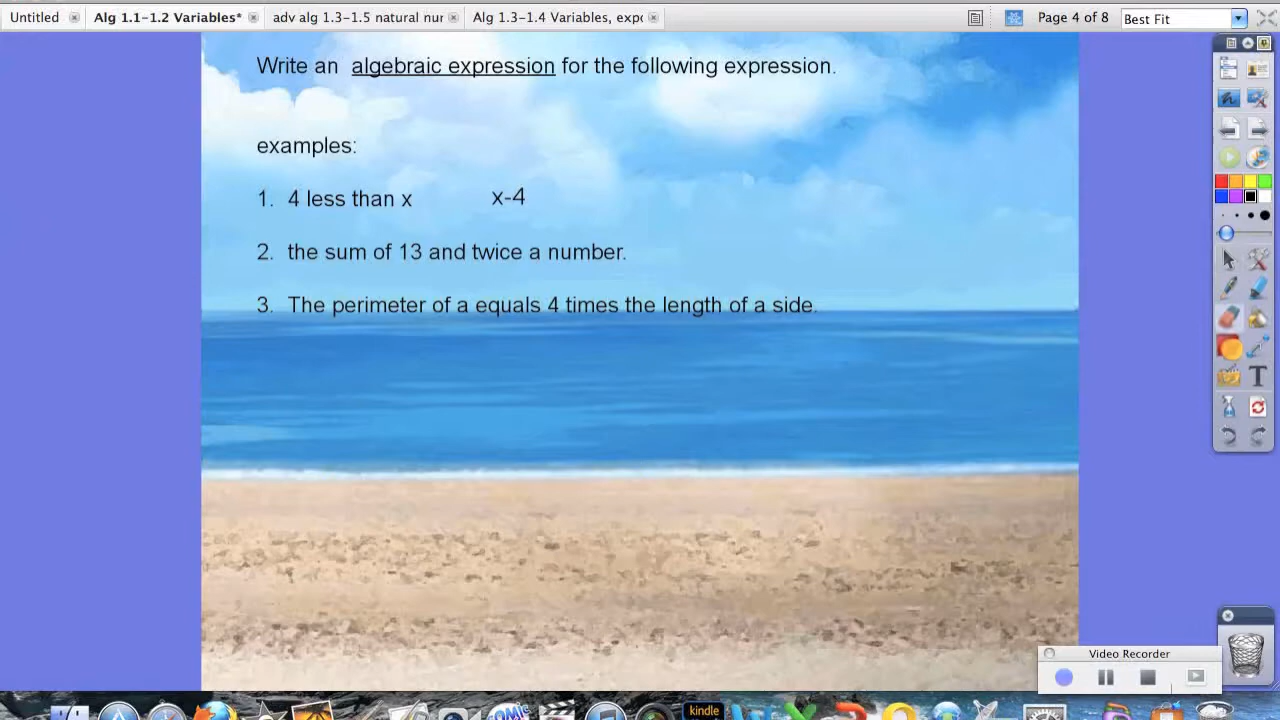 Untitled
Alg 1.1-1.2 Variables*
adv alg 1.3-1.5 natural nur
Alg 1.3-1.4 Variables, expo
Page 4 of 8
Best Fit
Write an algebraic expression for the following expression.
examples:
1. 4 less than x
x-4
2. the sum of 13 and twice a number.
3. The perimeter of a equals 4 times the length of a side.
T
Video Recorder
COMIC
kindle